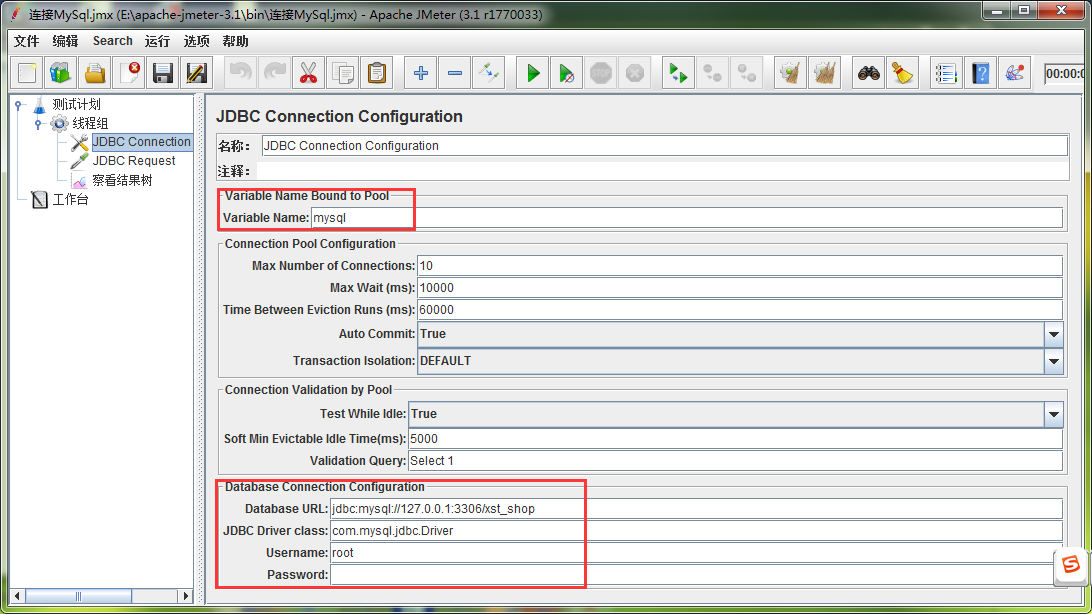 连接MySql.jmx (E:\apache-jmeter-3.1\bin\连接MySql.jmx) - Apache JMeter (3.1 r1770033)
文件 编辑 Search 运行 选项 帮助
STOP
00:00:0
测试计划
线程组
JDBC Connection
JDBC Request
察看结果树
工作台
JDBC Connection Configuration
名称： JDBC Connection Configuration
注释：
Variable Name Bound to Pool
Variable Name: mysql
Connection Pool Configuration
Max Number of Connections: 10
Max Wait (ms): 10000
Time Between Eviction Runs (ms): 60000
Auto Commit: True
Transaction Isolation: DEFAULT
Connection Validation by Pool
Test While Idle: True
Soft Min Evictable Idle Time(ms): 5000
Validation Query: Select 1
Database Connection Configuration
Database URL: jdbc:mysql://127.0.0.1:3306/xst_shop
JDBC Driver class: com.mysql.jdbc.Driver
Username: root
Password: